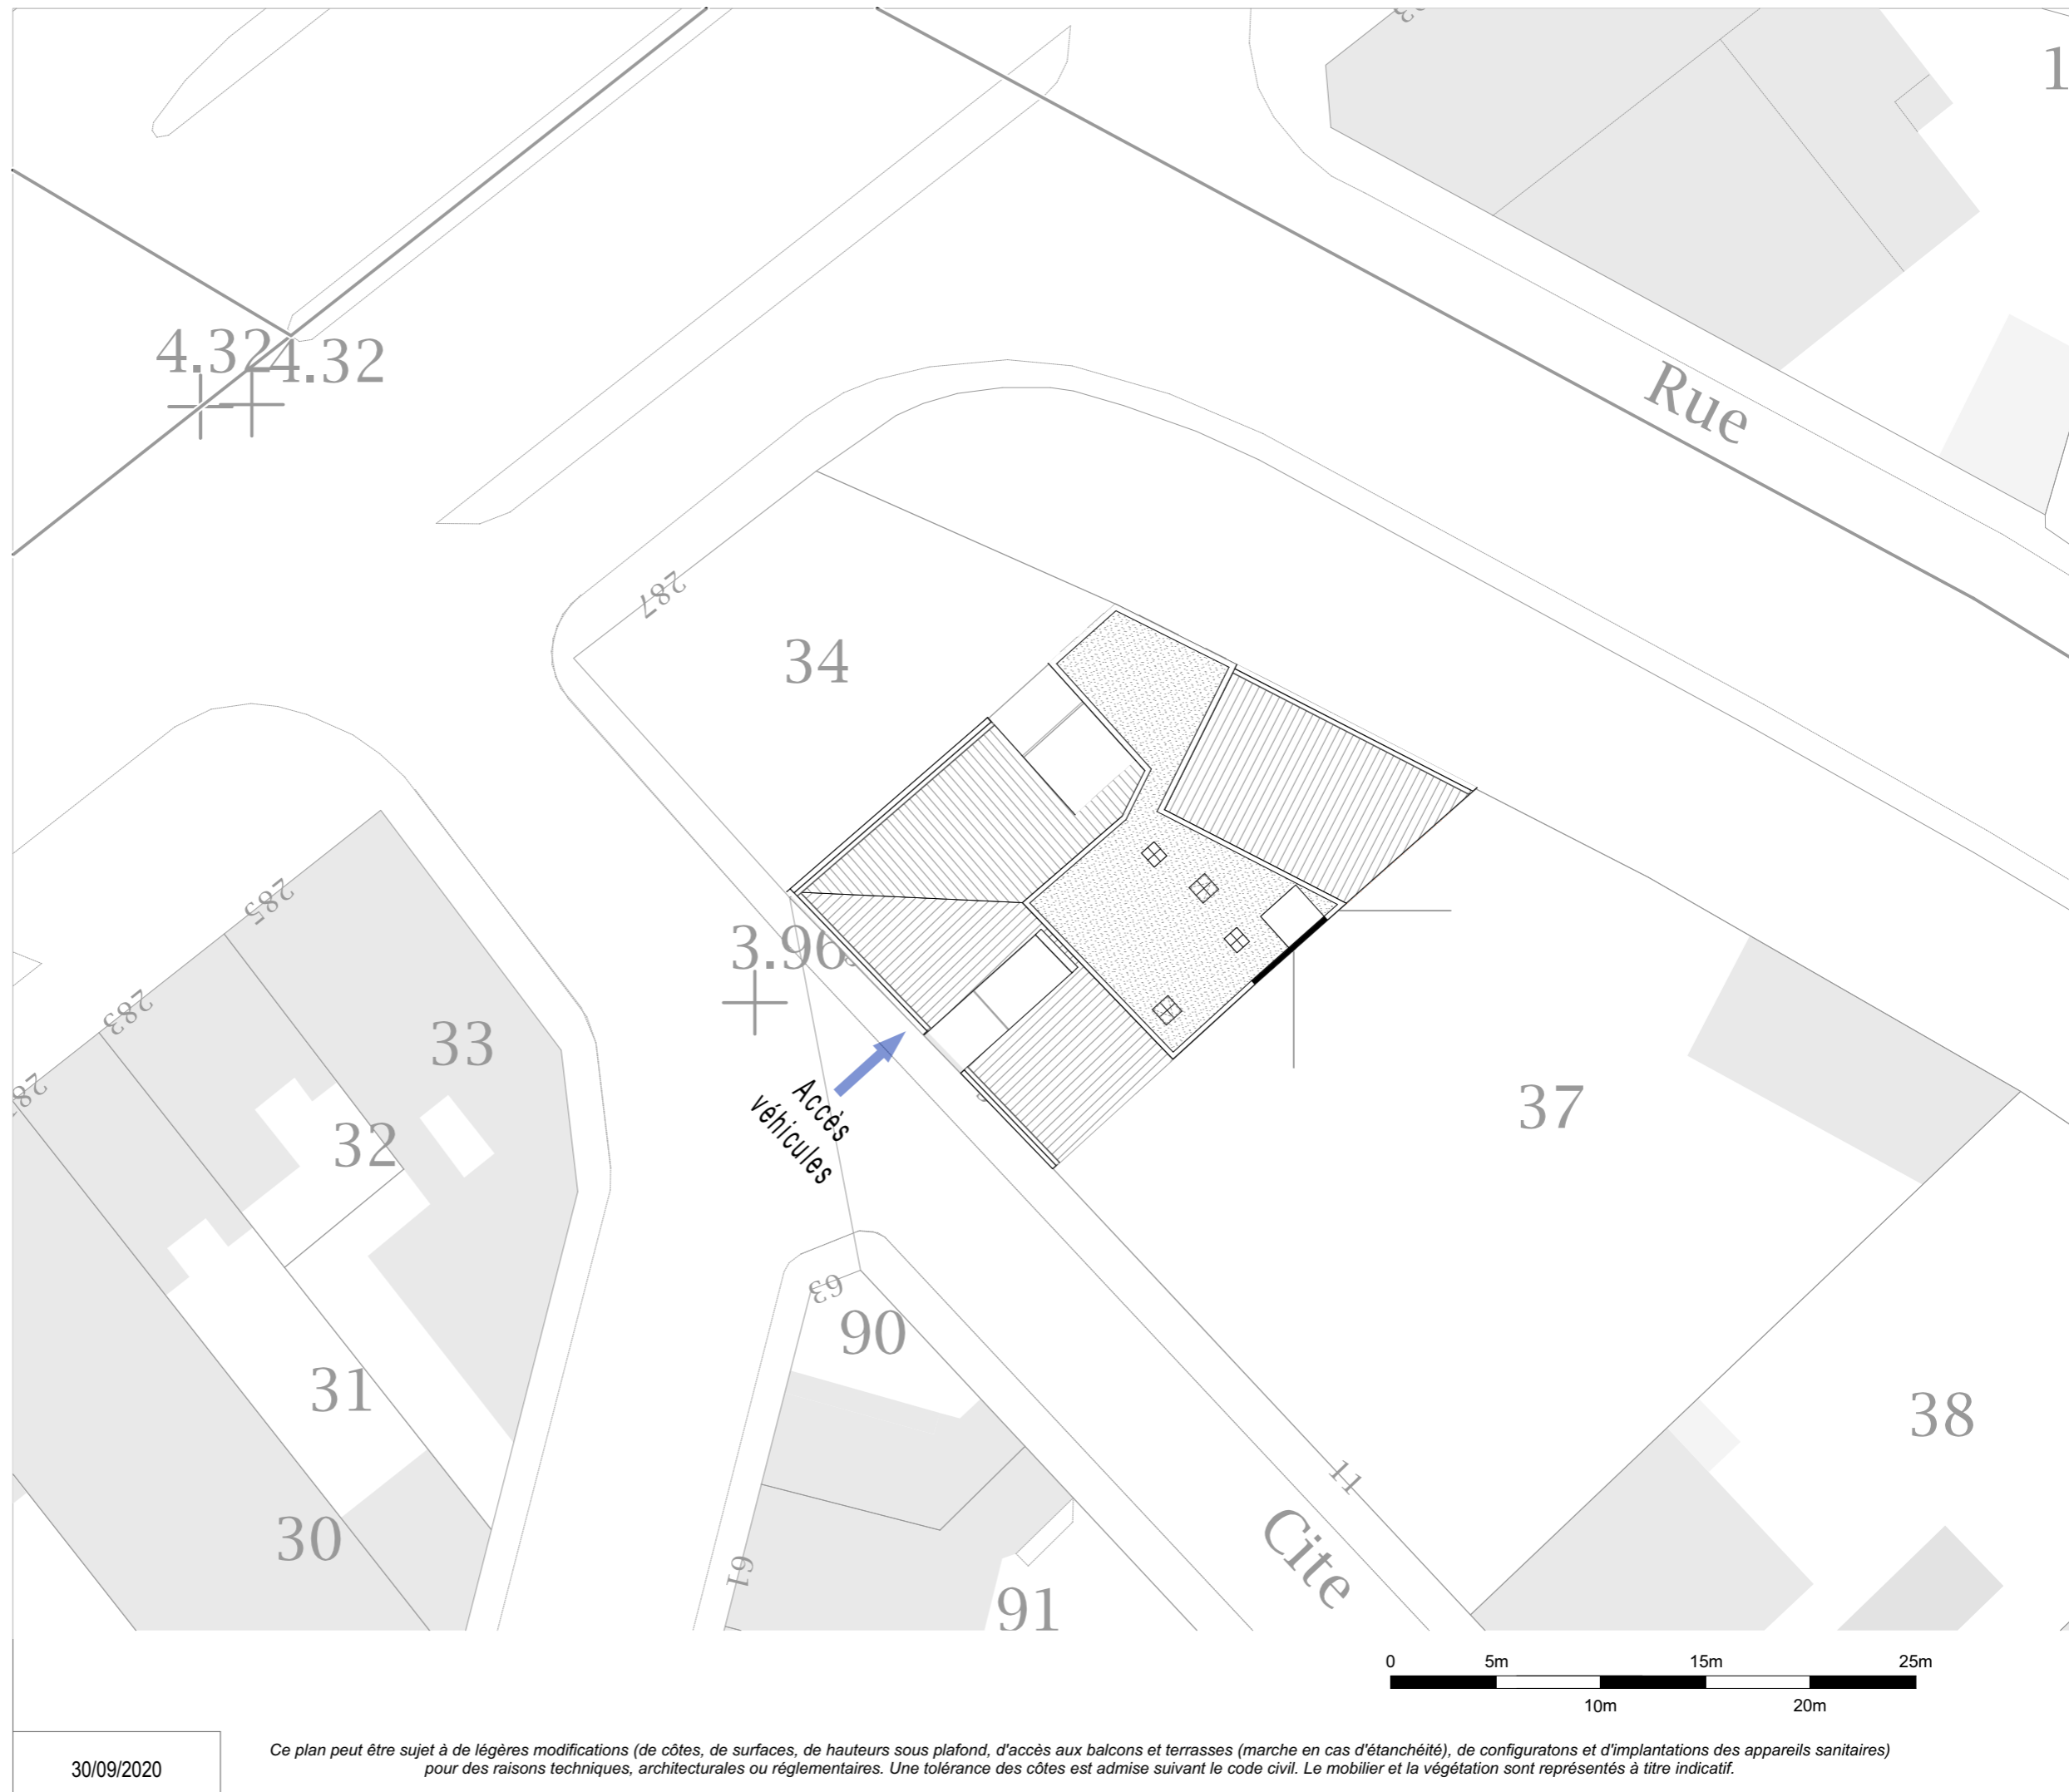 1
Rue
4.32
4.32
287
34
285
3.96
283
33
37
Accès
véhicules
32
63
90
31
38
11
30
Cite
61
91
0
5m
15m
25m
10m
20m
30/09/2020
Ce plan peut être sujet à de légères modifications (de côtes, de surfaces, de hauteurs sous plafond, d'accès aux balcons et terrasses (marche en cas d'étanchéité), de configuratons et d'implantations des appareils sanitaires)
pour des raisons techniques, architecturales ou réglementaires. Une tolérance des côtes est admise suivant le code civil. Le mobilier et la végétation sont représentés à titre indicatif.